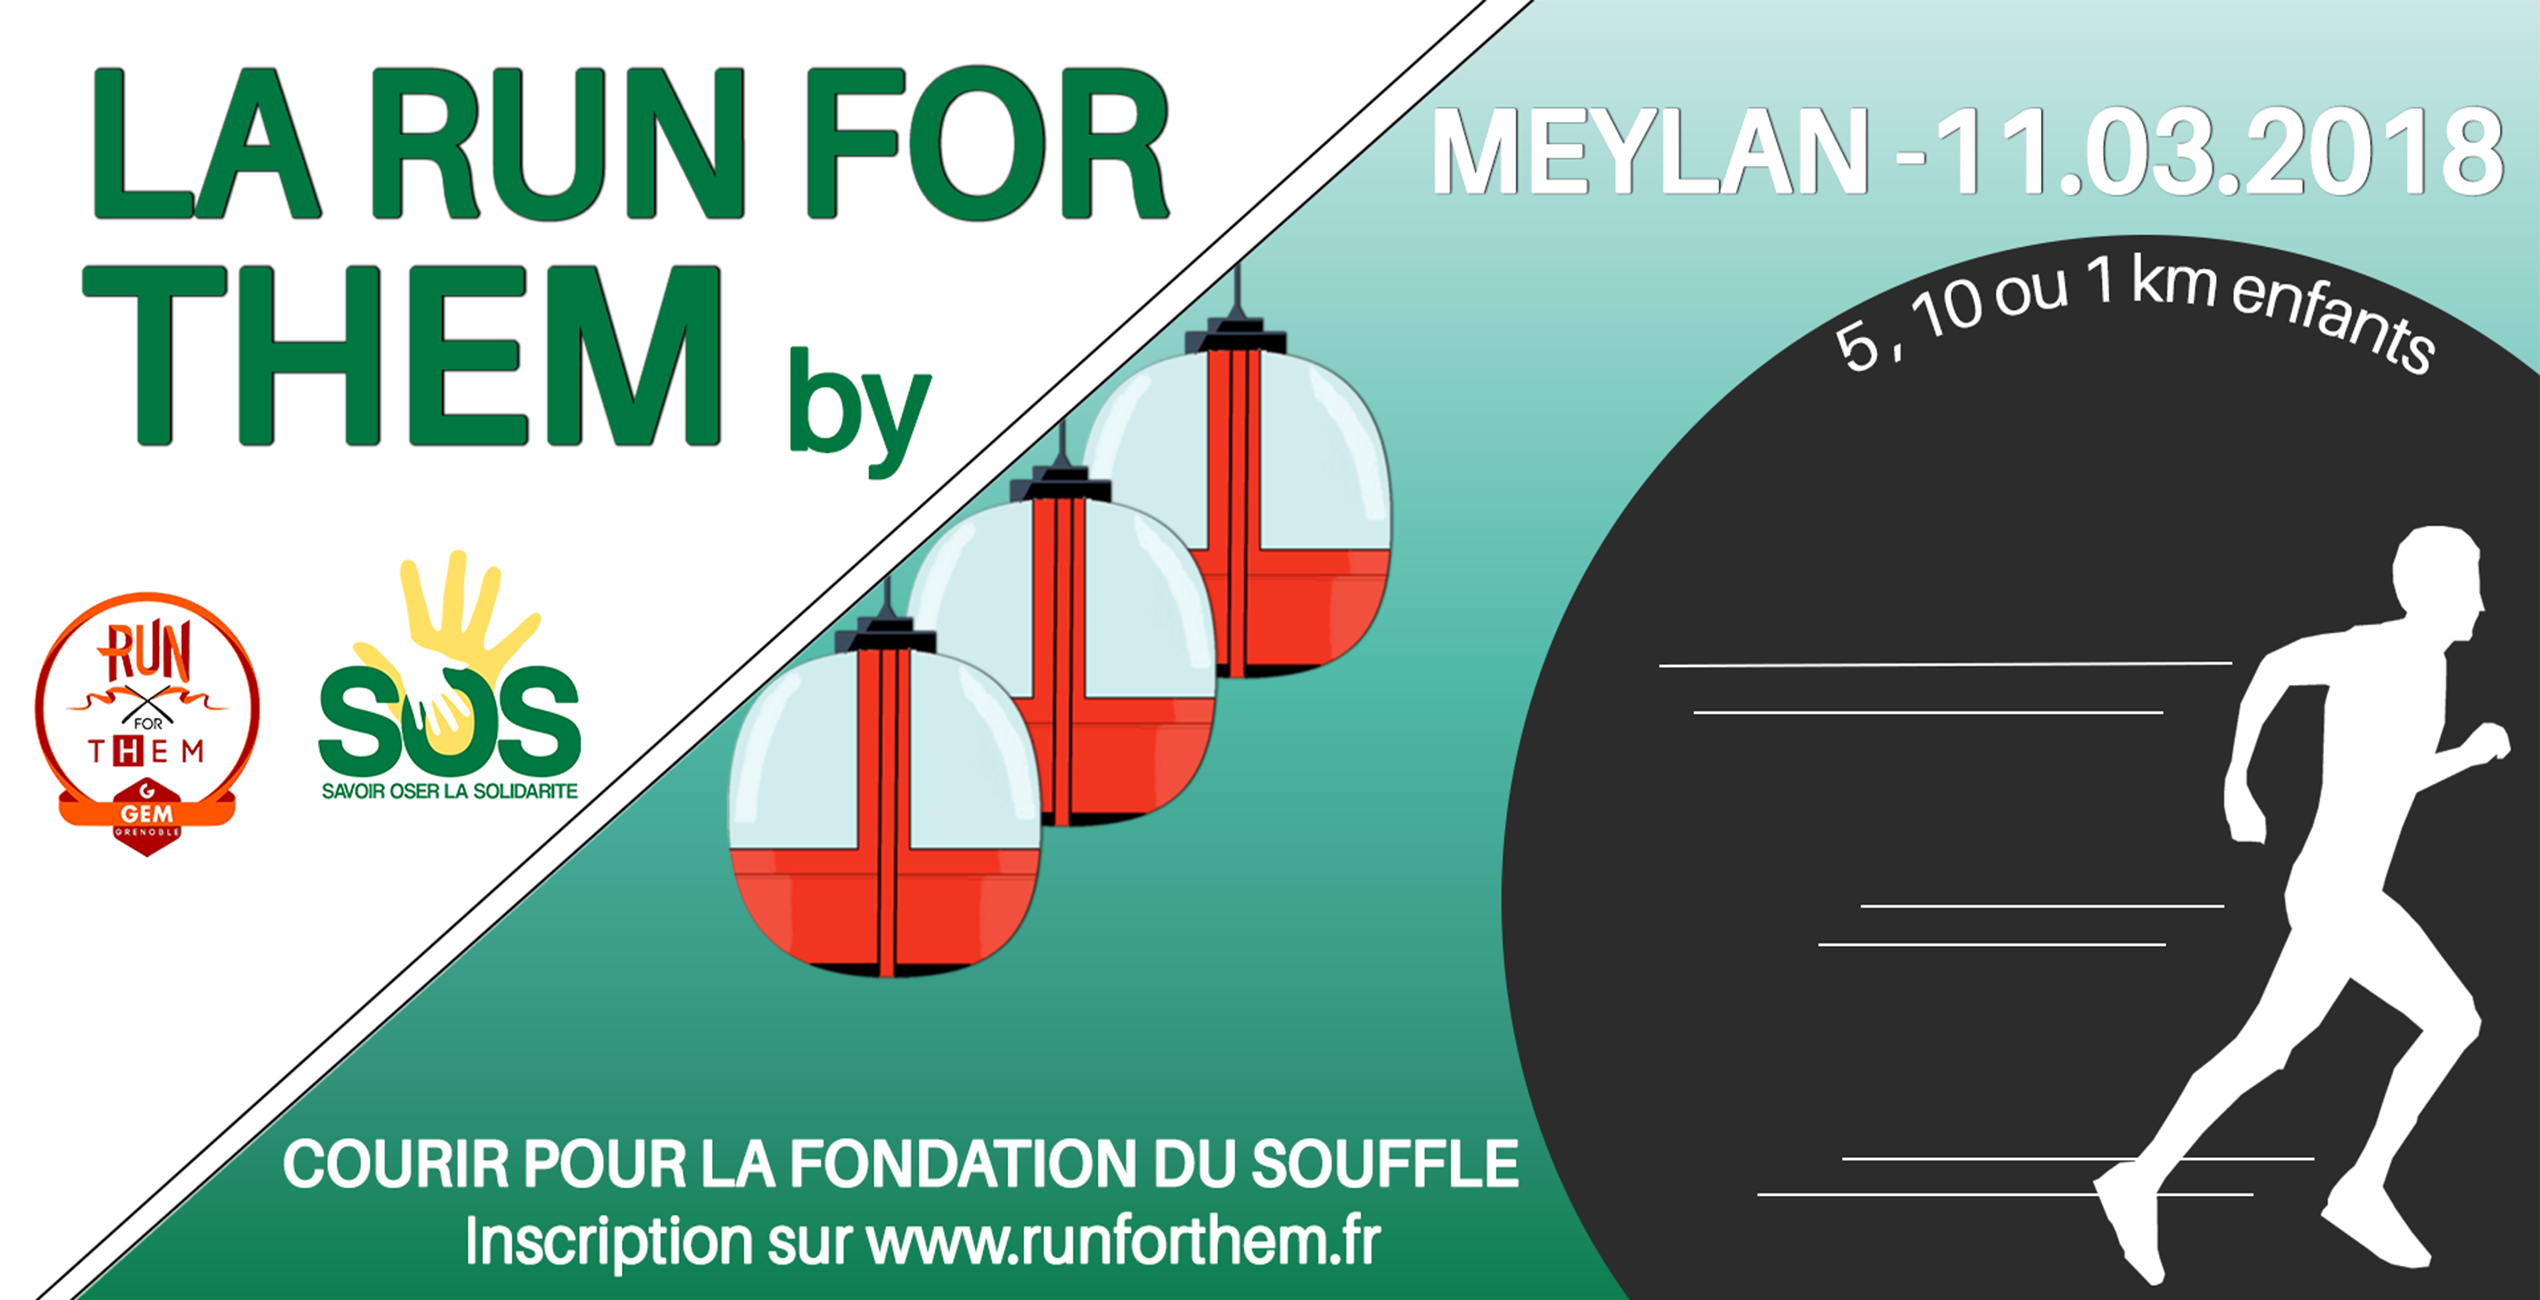 LA RUN FOR
THEM by
MEYLAN -11.03.2018
5, 10 ou 1 km enfants
RUN
FOR
THEM
G
GEM
GRENOBLE
SOS
SAVOIR OSER LA SOLIDARITE
COURIR POUR LA FONDATION DU SOUFFLE
Inscription sur www.runforthem.fr